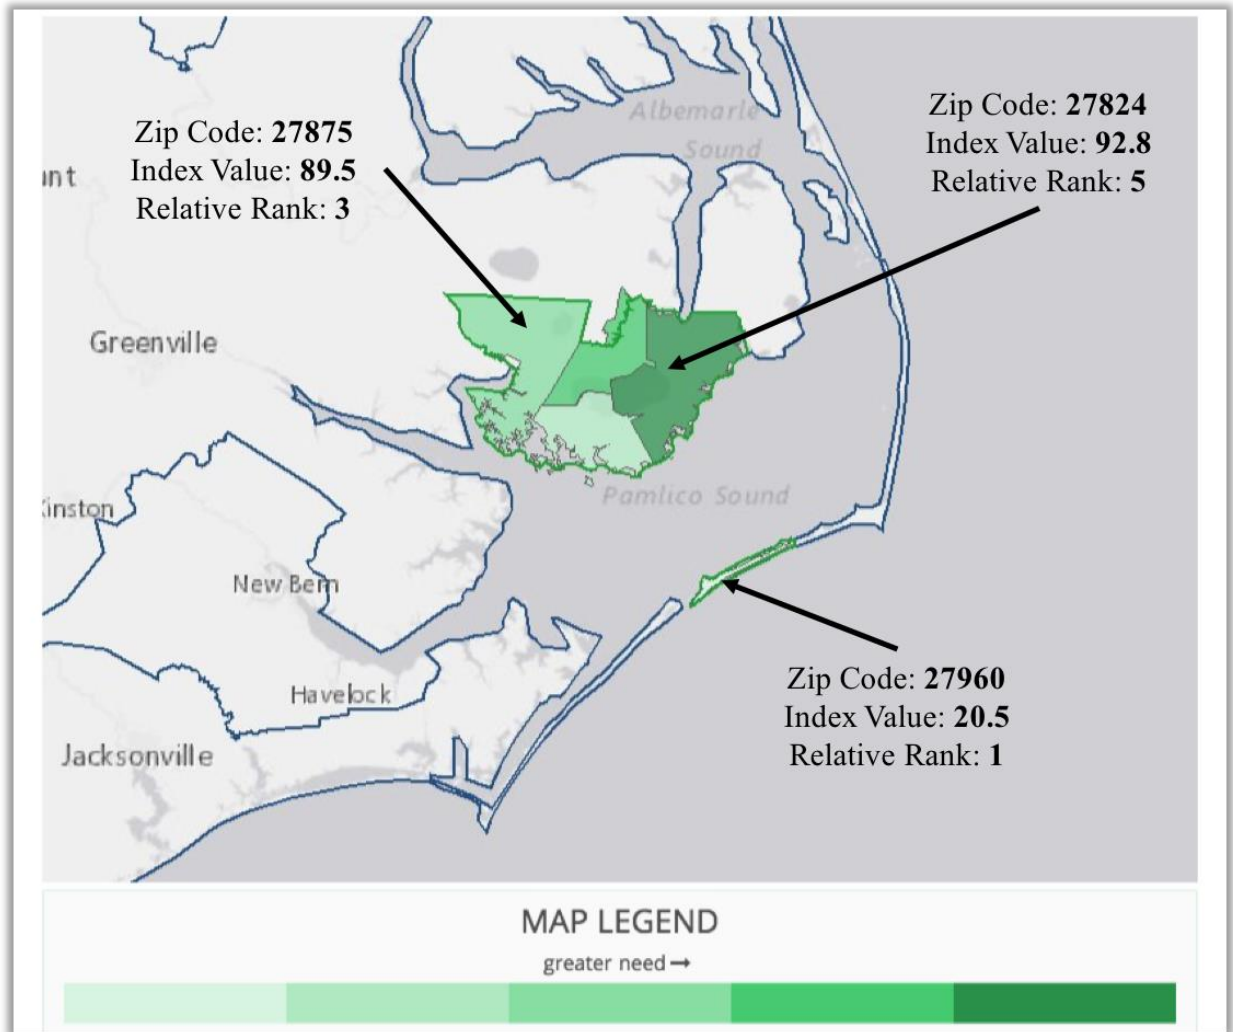 Zip Code: 27875
Index Value: 89.5
Relative Rank: 3
Zip Code: 27824
Index Value: 92.8
Relative Rank: 5
Albemarle
Sound
unt
Greenville
Pamlico Sound
Kinston
New Bern
Havelock
Jacksonville
Zip Code: 27960
Index Value: 20.5
Relative Rank: 1
MAP LEGEND
greater need →